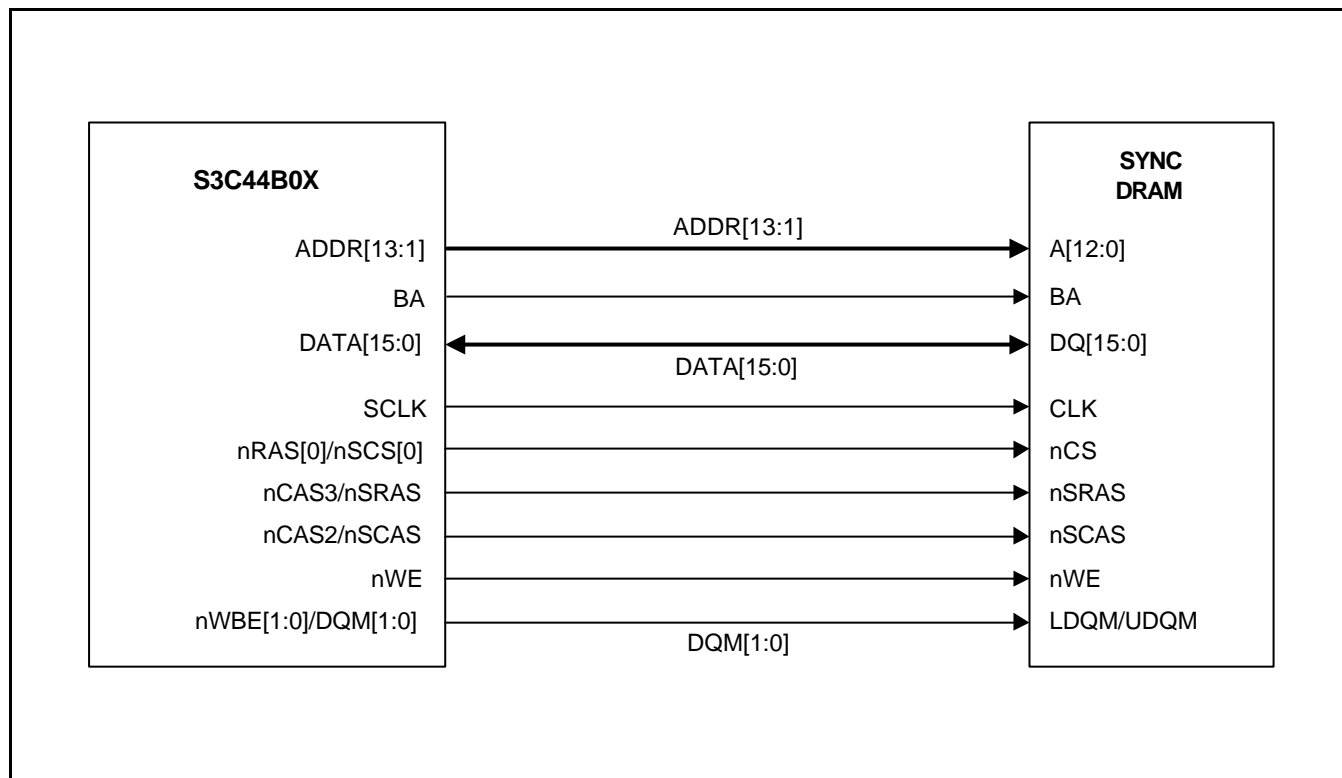 S3C44B0X
SYNC
DRAM
ADDR[13:1]
ADDR[13:1]
A[12:0]
BA
BA
DATA[15:0]
DATA[15:0]
DQ[15:0]
SCLK
CLK
nRAS[0]/nSCS[0]
nCS
nCAS3/nSRAS
nSRAS
nCAS2/nSCAS
nSCAS
nWE
nWE
nWBE[1:0]/DQM[1:0]
DQM[1:0]
LDQM/UDQM